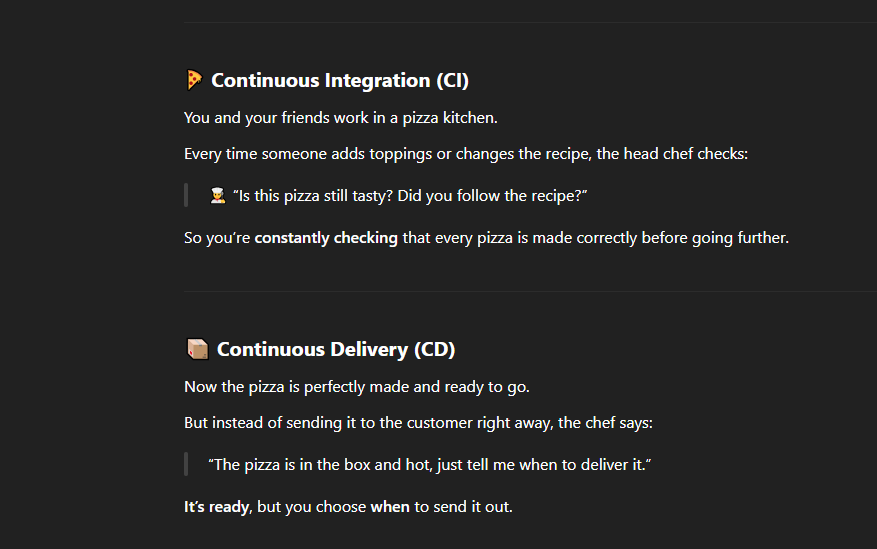 🍕 Continuous Integration (CI)
You and your friends work in a pizza kitchen.
Every time someone adds toppings or changes the recipe, the head chef checks:
👨‍🍳 “Is this pizza still tasty? Did you follow the recipe?”
So you’re constantly checking that every pizza is made correctly before going further.
📦 Continuous Delivery (CD)
Now the pizza is perfectly made and ready to go.
But instead of sending it to the customer right away, the chef says:
“The pizza is in the box and hot, just tell me when to deliver it.”
It’s ready, but you choose when to send it out.